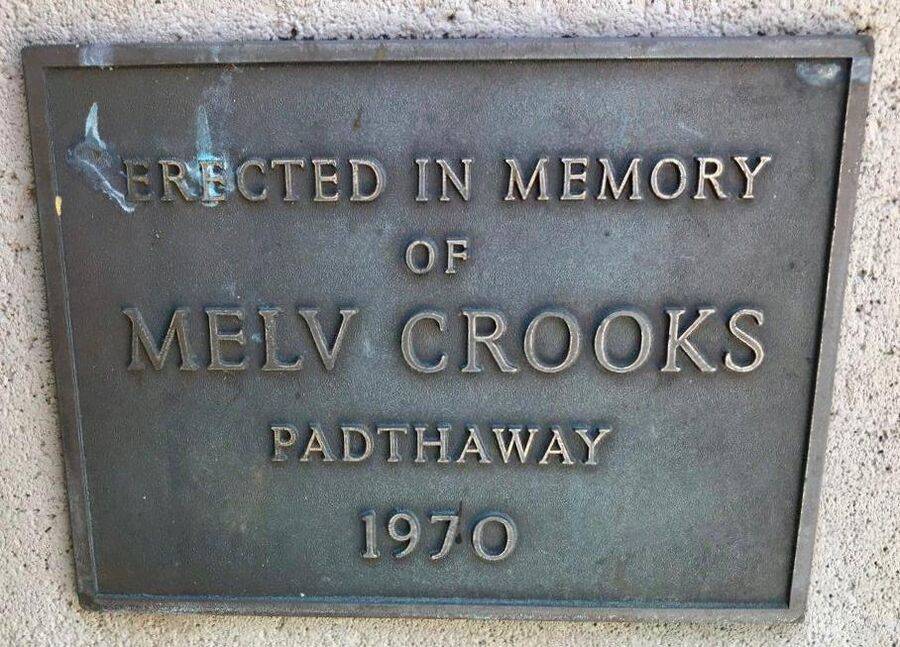 ERECTED IN MEMORY
OF
MELV CROOKS
PADTHAWAY
1970